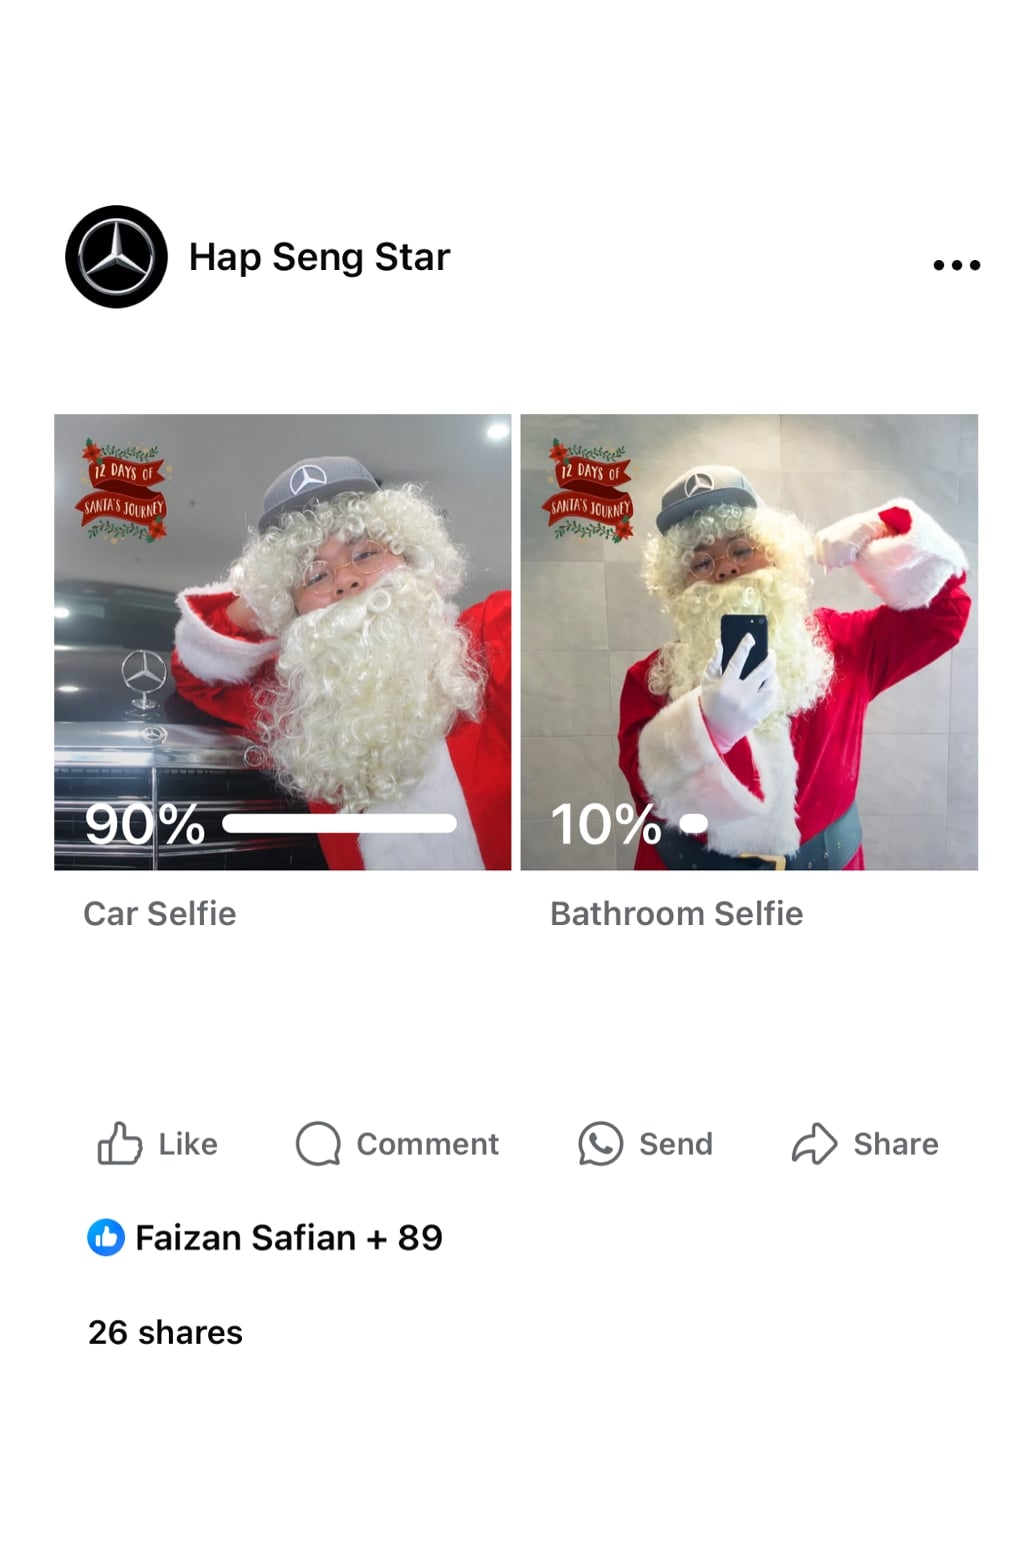 Hap Seng Star
12 DAYS OF
SANTA'S JOURNEY
90%
Car Selfie
12 DAYS OF
SANTA'S JOURNEY
10%
Bathroom Selfie
Like
Comment
Send
Share
Faizan Safian + 89
26 shares